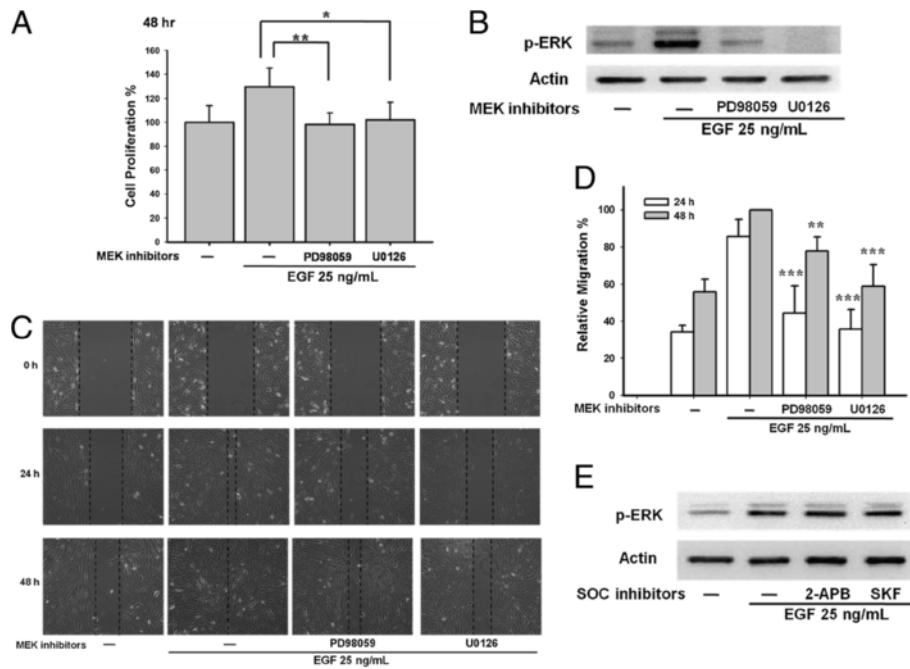 A
48 hr
*
**
Cell Proliferation %
160
140
120
100
80
60
40
20
0
MEK inhibitors — — PD98059 U0126
EGF 25 ng/mL
B
p-ERK
Actin
MEK inhibitors — — PD98059 U0126
EGF 25 ng/mL
C
0 h
24 h
48 h
MEK inhibitors — — PD98059 U0126
EGF 25 ng/mL
D
24 h
48 h
Relative Migration %
100
80
60
40
20
0
*** ** *** ***
MEK inhibitors — — PD98059 U0126
EGF 25 ng/mL
E
p-ERK
Actin
SOC inhibitors — — 2-APB SKF
EGF 25 ng/mL